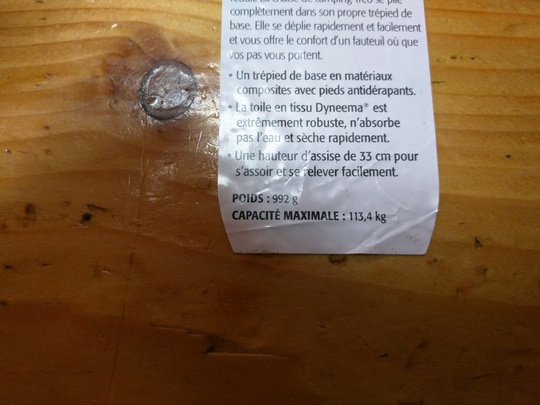 complètement dans son propre trépied de
base. Elle se déplie rapidement et facilement
et vous offre le confort d'un fauteuil où que
vos pas vous portent.
• Un trépied de base en matériaux
composites avec pieds antidérapants.
• La toile en tissu Dyneema® est
extrêmement robuste, n'absorbe
pas l'eau et sèche rapidement.
• Une hauteur d'assise de 33 cm pour
s'assoir et se relever facilement.
POIDS : 992 g
CAPACITÉ MAXIMALE : 113,4 kg